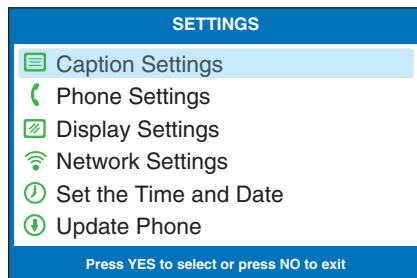 SETTINGS
Caption Settings
Phone Settings
Display Settings
Network Settings
Set the Time and Date
Update Phone
Press YES to select or press NO to exit